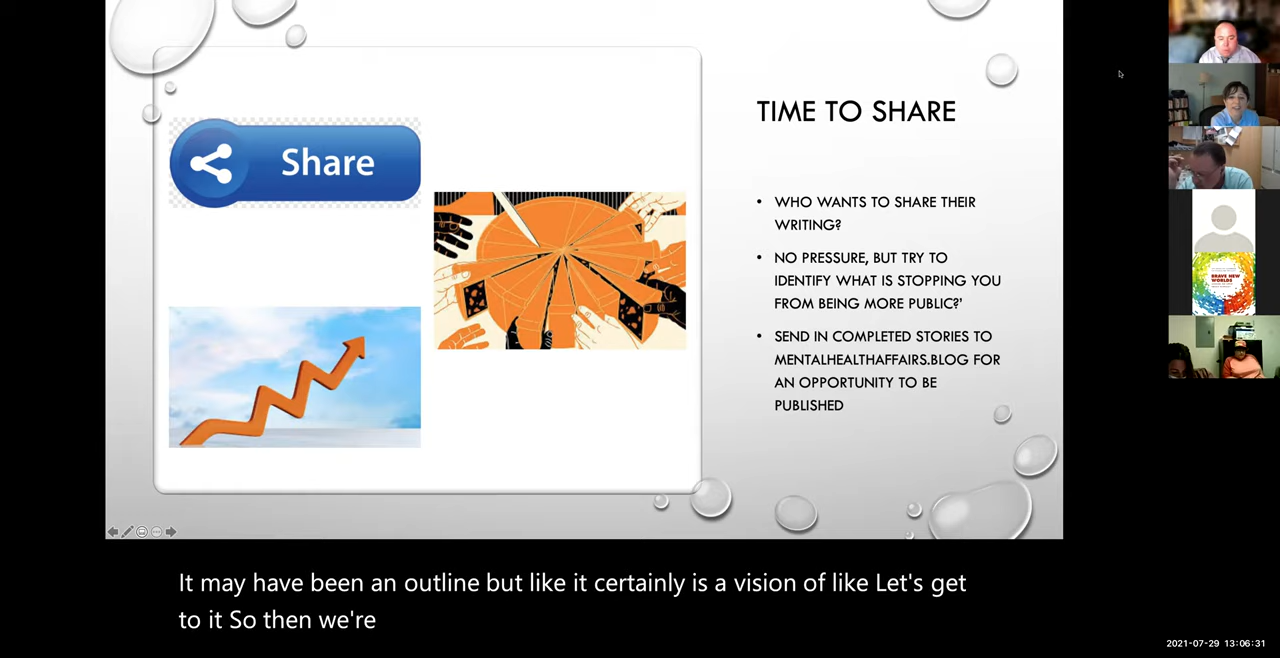 Share
TIME TO SHARE
• WHO WANTS TO SHARE THEIR
WRITING?
• NO PRESSURE, BUT TRY TO
IDENTIFY WHAT IS STOPPING YOU
FROM BEING MORE PUBLIC?'
• SEND IN COMPLETED STORIES TO
MENTALHEALTHAFFAIRS.BLOG FOR
AN OPPORTUNITY TO BE
PUBLISHED
BRAVE NEW
WORLDS
It may have been an outline but like it certainly is a vision of like Let's get
to it So then we're
2021-07-29 13:06:31